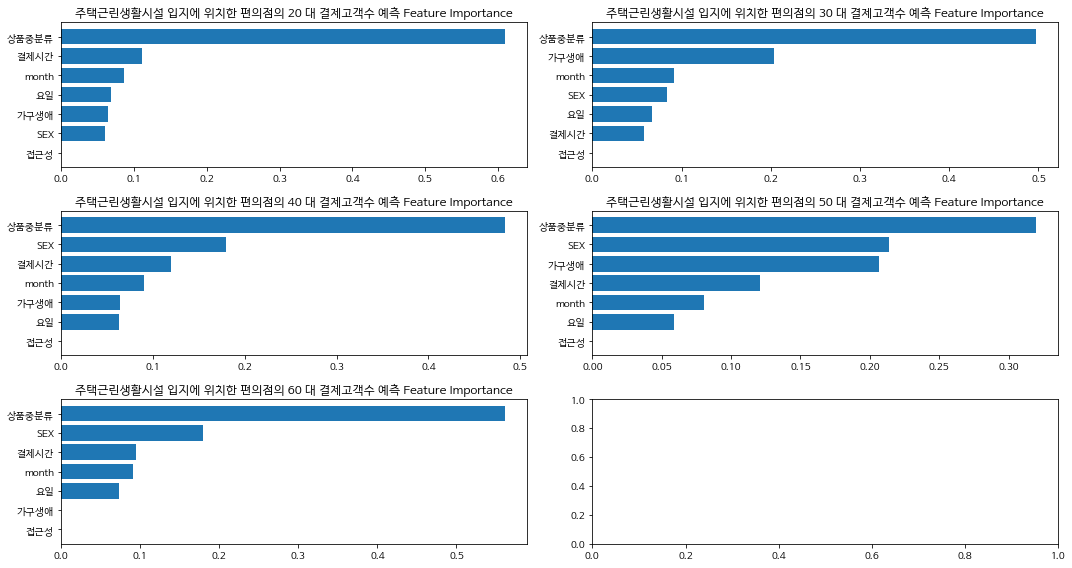 주택근린생활시설 입지에 위치한 편의점의 20 대 결제고객수 예측 Feature Importance
상품중분류
결제시간
month
요일
가구생애
SEX
접근성
0.0 0.1 0.2 0.3 0.4 0.5 0.6
주택근린생활시설 입지에 위치한 편의점의 30 대 결제고객수 예측 Feature Importance
상품중분류
가구생애
month
SEX
요일
결제시간
접근성
0.0 0.1 0.2 0.3 0.4 0.5
주택근린생활시설 입지에 위치한 편의점의 40 대 결제고객수 예측 Feature Importance
상품중분류
SEX
결제시간
month
가구생애
요일
접근성
0.0 0.1 0.2 0.3 0.4 0.5
주택근린생활시설 입지에 위치한 편의점의 50 대 결제고객수 예측 Feature Importance
상품중분류
SEX
가구생애
결제시간
month
요일
접근성
0.00 0.05 0.10 0.15 0.20 0.25 0.30
주택근린생활시설 입지에 위치한 편의점의 60 대 결제고객수 예측 Feature Importance
상품중분류
SEX
결제시간
month
요일
가구생애
접근성
0.0 0.1 0.2 0.3 0.4 0.5
1.0
0.8
0.6
0.4
0.2
0.0
0.0 0.2 0.4 0.6 0.8 1.0